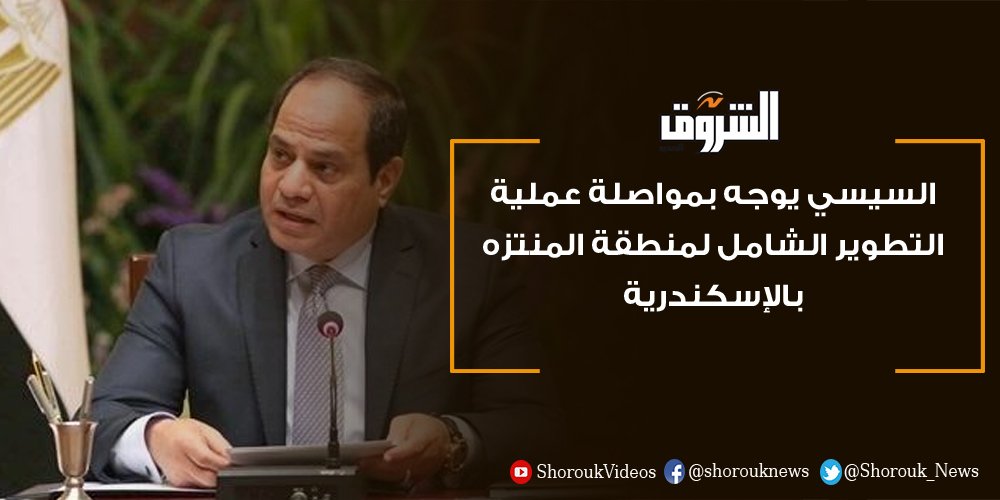 الشروق
السيسي يوجه بمواصلة عملية
التطوير الشامل لمنطقة المنتزه
بالإسكندرية
ShoroukVideos @shorouknews @Shorouk_News